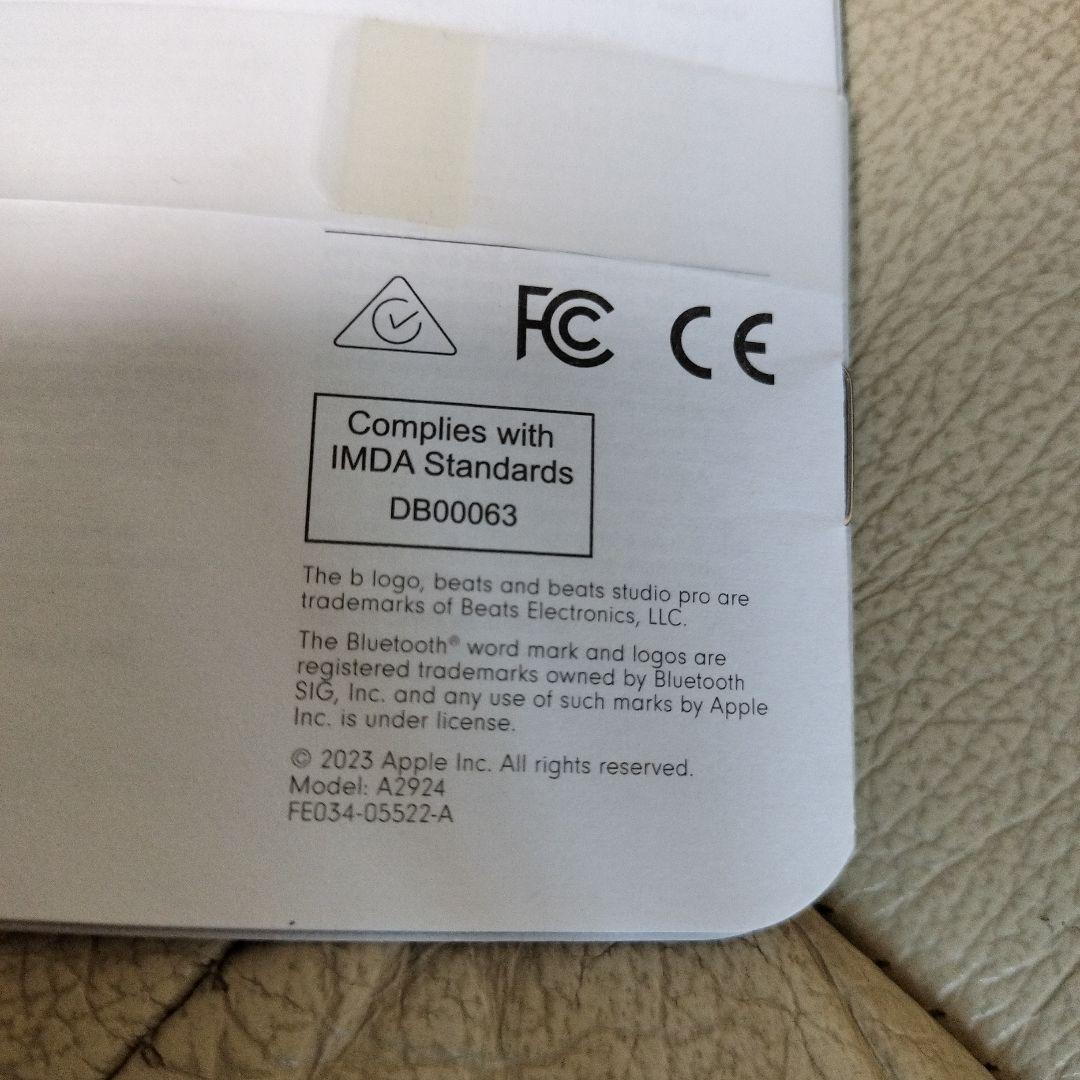 FC CE
Complies with
IMDA Standards
DB00063
The b logo, beats and beats studio pro are
trademarks of Beats Electronics, LLC.
The Bluetooth® word mark and logos are
registered trademarks owned by Bluetooth
SIG, Inc. and any use of such marks by Apple
Inc. is under license.
© 2023 Apple Inc. All rights reserved.
Model: A2924
FE034-05522-A